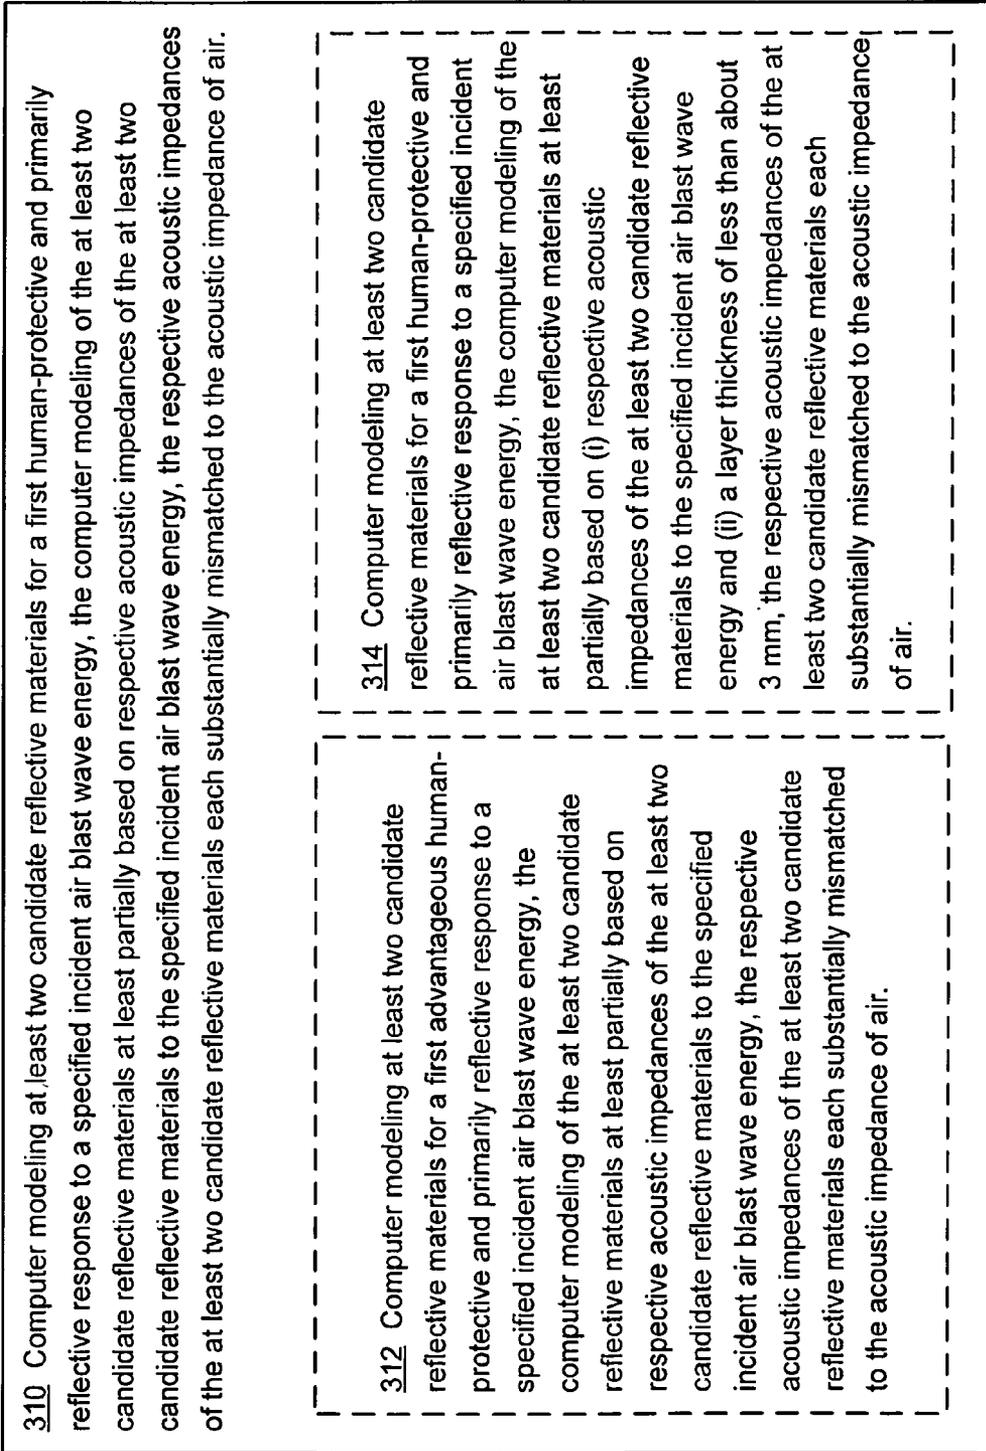 310 Computer modeling at least two candidate reflective materials for a first human-protective and primarily
reflective response to a specified incident air blast wave energy, the computer modeling of the at least two
candidate reflective materials at least partially based on respective acoustic impedances of the at least two
candidate reflective materials to the specified incident air blast wave energy, the respective acoustic impedances
of the at least two candidate reflective materials each substantially mismatched to the acoustic impedance of air.
312 Computer modeling at least two candidate
reflective materials for a first advantageous human-
protective and primarily reflective response to a
specified incident air blast wave energy, the
computer modeling of the at least two candidate
reflective materials at least partially based on
respective acoustic impedances of the at least two
candidate reflective materials to the specified
incident air blast wave energy, the respective
acoustic impedances of the at least two candidate
reflective materials each substantially mismatched
to the acoustic impedance of air.
314 Computer modeling at least two candidate
reflective materials for a first human-protective and
primarily reflective response to a specified incident
air blast wave energy, the computer modeling of the
at least two candidate reflective materials at least
partially based on (i) respective acoustic
impedances of the at least two candidate reflective
materials to the specified incident air blast wave
energy and (ii) a layer thickness of less than about
3 mm, the respective acoustic impedances of the at
least two candidate reflective materials each
substantially mismatched to the acoustic impedance
of air.